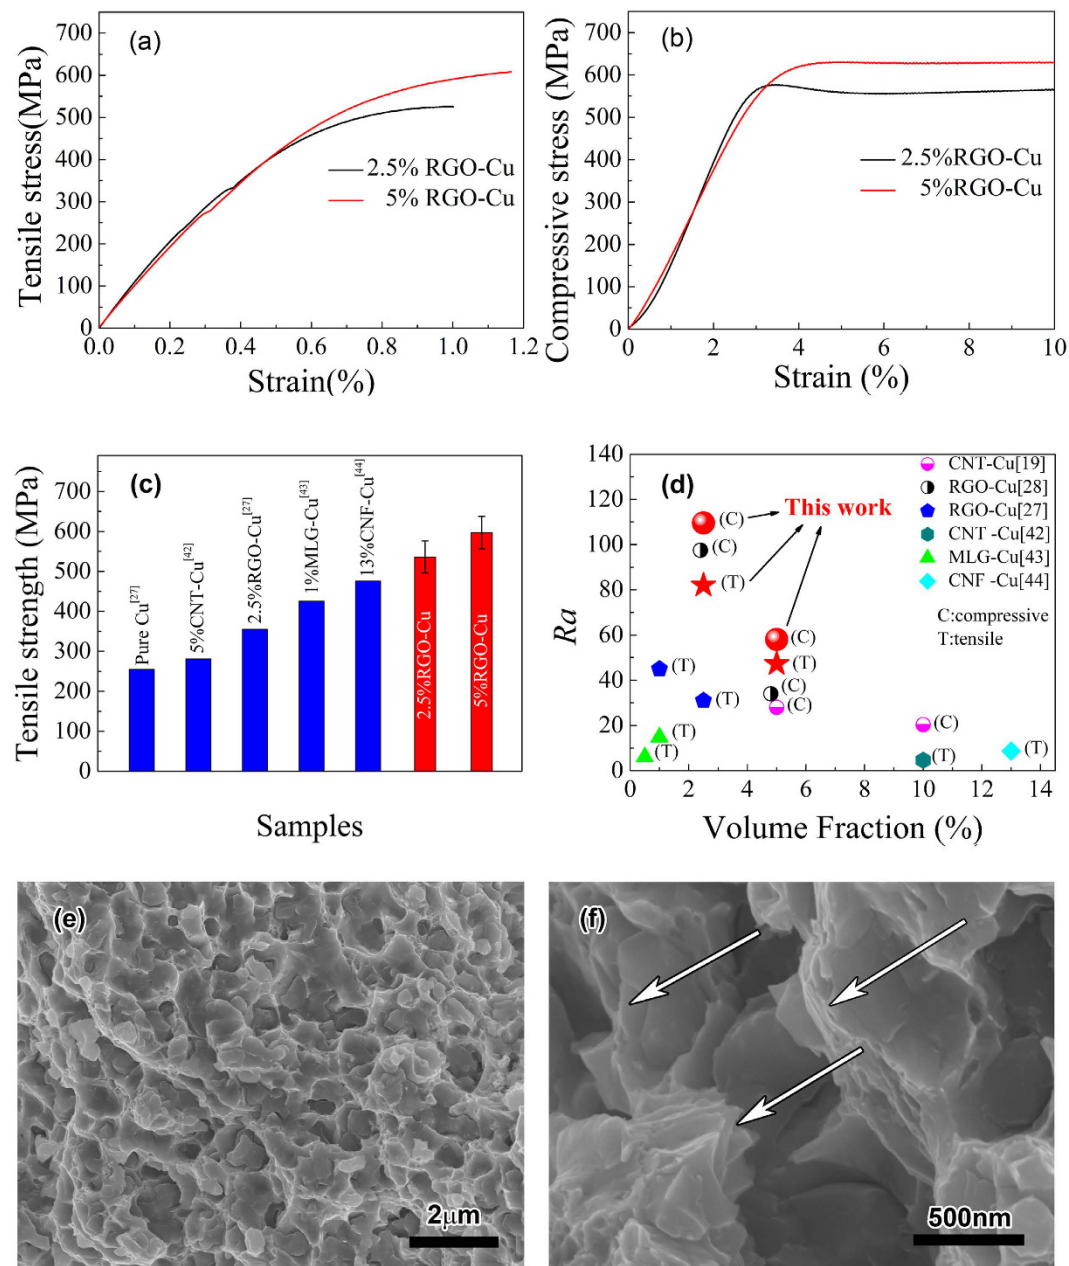 (a)
Tensile stress(MPa)
700
600
500
400
300
200
100
0
2.5% RGO-Cu
5% RGO-Cu
0.0 0.2 0.4 0.6 0.8 1.0 1.2
Strain(%)
(b)
Compressive stress (MPa)
700
600
500
400
300
200
100
0
2.5%RGO-Cu
5%RGO-Cu
0 2 4 6 8 10
Strain (%)
(c)
Tensile strength (MPa)
700
600
500
400
300
200
100
0
Pure Cu[27]
5%CNT-Cu[42]
2.5%RGO-Cu[27]
1%MLG-Cu[43]
13%CNF-Cu[44]
2.5%RGO-Cu
5%RGO-Cu
Samples
(d)
Ra
140
120
100
80
60
40
20
0
This work
(C)
(C)
(T)
(C)
(T)
(C)
(C)
(T)
(T)
(T)
(T)
(C)
(T)
(T)
CNT-Cu[19]
RGO-Cu[28]
RGO-Cu[27]
CNT -Cu[42]
MLG-Cu[43]
CNF -Cu[44]
C:compressive
T:tensile
0 2 4 6 8 10 12 14
Volume Fraction (%)
(e)
2μm
(f)
500nm